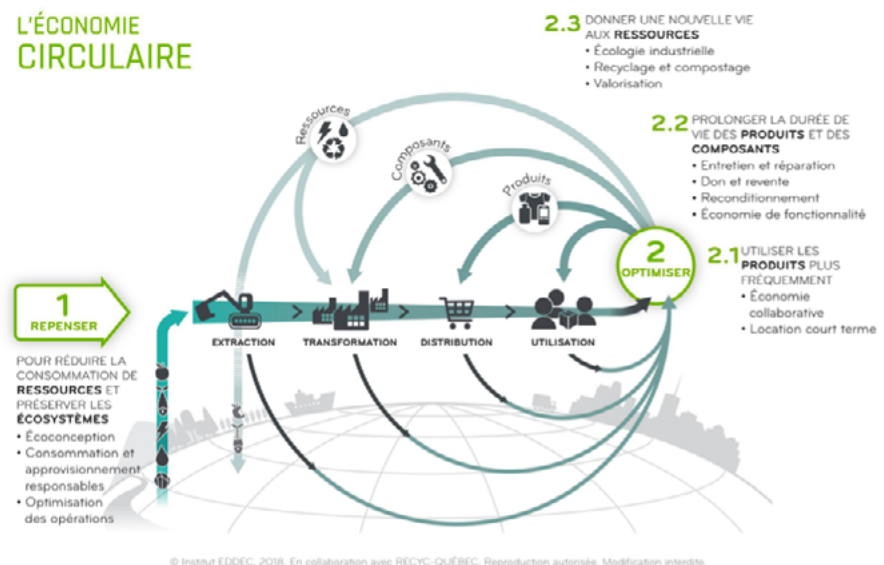 L'ÉCONOMIE
CIRCULAIRE
2.3 DONNER UNE NOUVELLE VIE
AUX RESSOURCES
• Écologie industrielle
• Recyclage et compostage
• Valorisation
2.2 PROLONGER LA DURÉE DE
VIE DES PRODUITS ET DES
COMPOSANTS
• Entretien et réparation
• Don et revente
• Reconditionnement
• Économie de fonctionnalité
2.1 UTILISER LES
PRODUITS PLUS
FRÉQUEMMENT
• Économie
collaborative
• Location court terme
Ressources
Composants
Produits
2
OPTIMISER
1
REPENSER
POUR RÉDUIRE LA
CONSOMMATION DE
RESSOURCES ET
PRÉSERVER LES
ÉCOSYSTÈMES
• Écoconception
• Consommation et
approvisionnement
responsables
• Optimisation
des opérations
EXTRACTION
TRANSFORMATION
DISTRIBUTION
UTILISATION
© Institut EDDEC, 2018. En collaboration avec RECYC-QUÉBEC. Reproduction autorisée. Modification interdite.